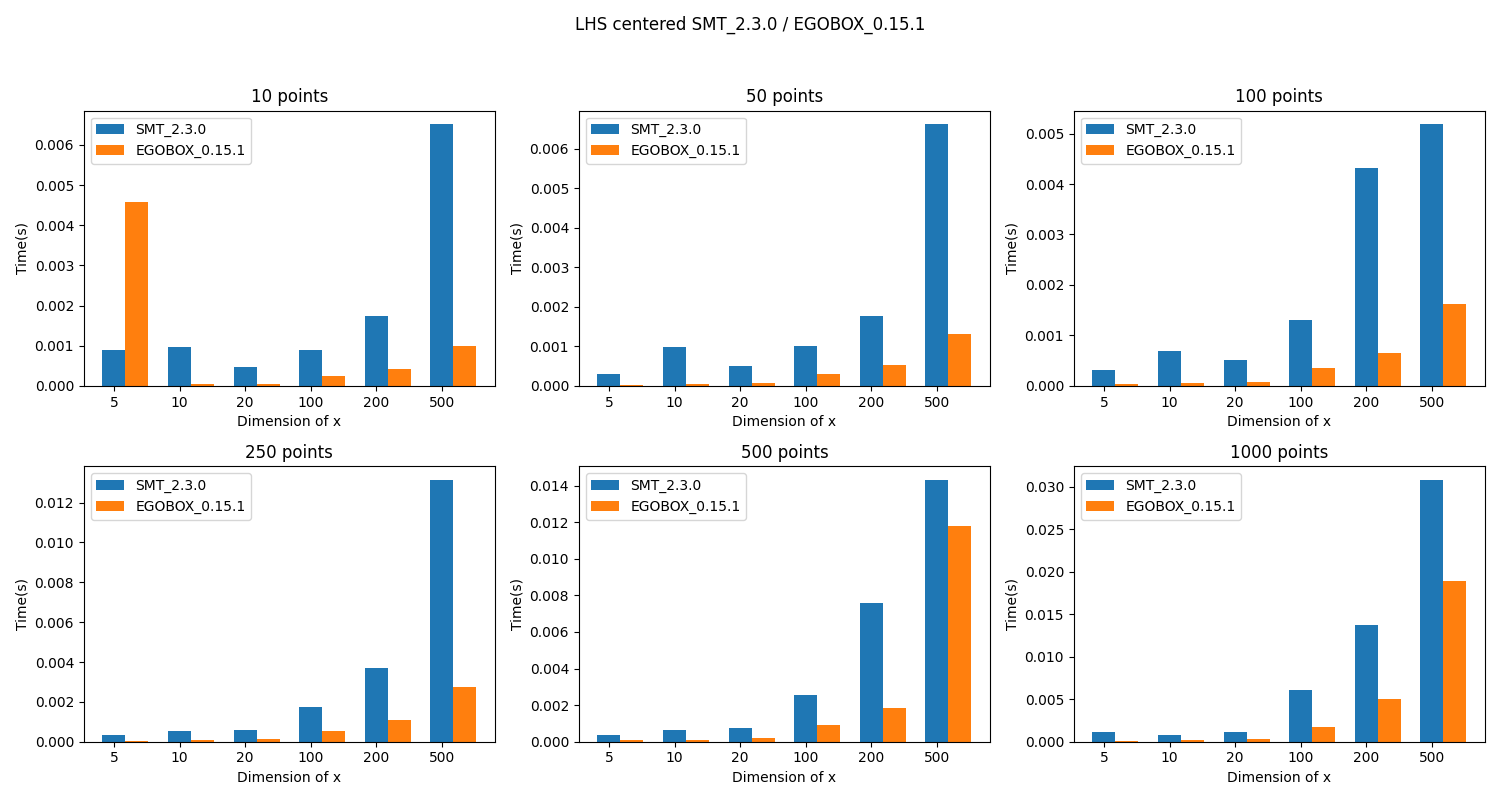 LHS centered SMT_2.3.0 / EGOBOX_0.15.1
10 points
SMT_2.3.0
EGOBOX_0.15.1
0.006
0.005
0.004
0.003
0.002
0.001
0.000
Time(s)
5 10 20 100 200 500
Dimension of x
50 points
SMT_2.3.0
EGOBOX_0.15.1
0.006
0.005
0.004
0.003
0.002
0.001
0.000
Time(s)
5 10 20 100 200 500
Dimension of x
100 points
SMT_2.3.0
EGOBOX_0.15.1
0.005
0.004
0.003
0.002
0.001
0.000
Time(s)
5 10 20 100 200 500
Dimension of x
250 points
SMT_2.3.0
EGOBOX_0.15.1
0.012
0.010
0.008
0.006
0.004
0.002
0.000
Time(s)
5 10 20 100 200 500
Dimension of x
500 points
SMT_2.3.0
EGOBOX_0.15.1
0.014
0.012
0.010
0.008
0.006
0.004
0.002
0.000
Time(s)
5 10 20 100 200 500
Dimension of x
1000 points
SMT_2.3.0
EGOBOX_0.15.1
0.030
0.025
0.020
0.015
0.010
0.005
0.000
Time(s)
5 10 20 100 200 500
Dimension of x